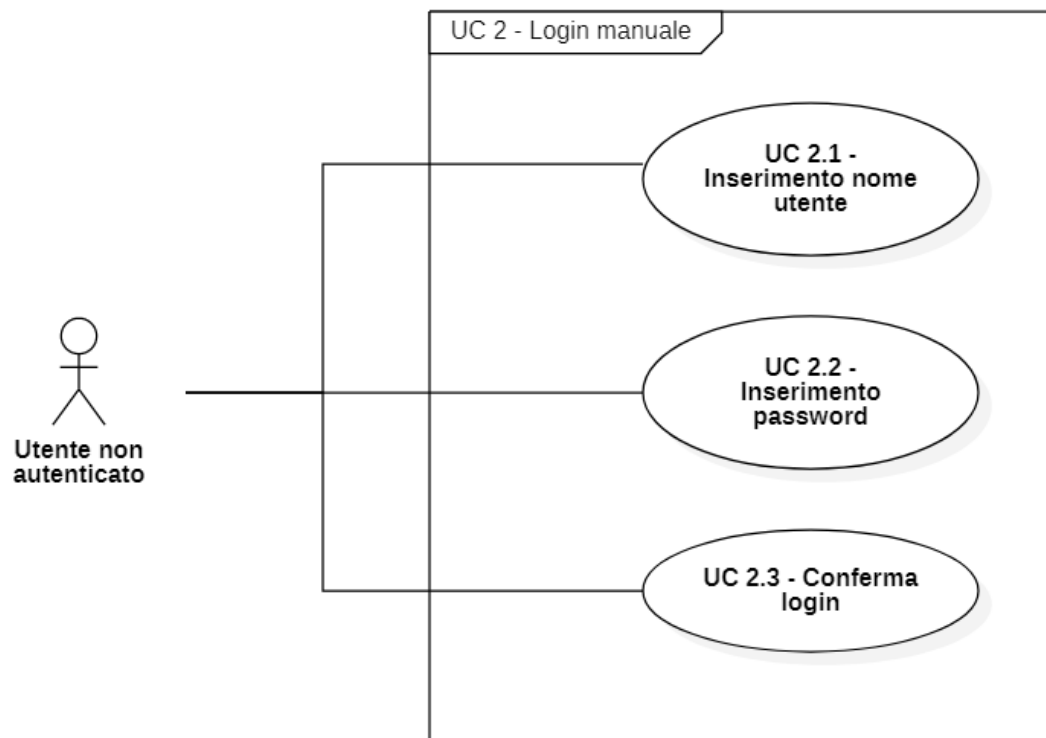 UC 2 - Login manuale
UC 2.1 -
Inserimento nome
utente
UC 2.2 -
Inserimento
password
Utente non
autenticato
UC 2.3 - Conferma
login